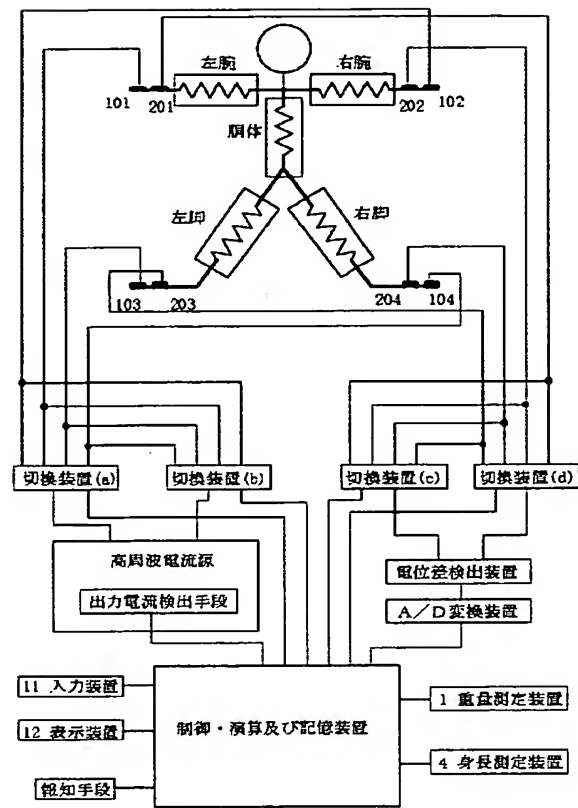 左腕
右腕
101
201
202
102
胴体
左脚
右脚
103
203
204
104
切換装置(a)
切換装置(b)
切換装置(c)
切換装置(d)
高周波電流源
出力電流検出手段
電位差検出装置
A/D変換装置
11 入力装置
12 表示装置
報知手段
制御・演算及び記憶装置
1 重量測定装置
4 身長測定装置